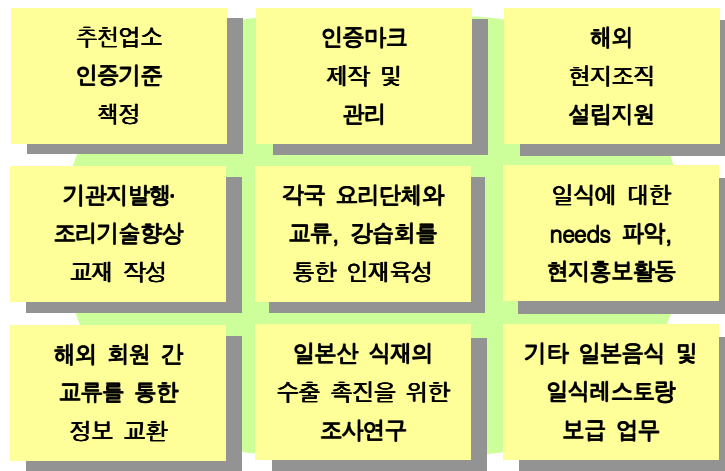 추천업소
인증기준
책정
인증마크
제작 및
관리
해외
현지조직
설립지원
기관지발행·
조리기술향상
교재 작성
각국 요리단체와
교류, 강습회를
통한 인재육성
일식에 대한
needs 파악,
현지홍보활동
해외 회원 간
교류를 통한
정보 교환
일본산 식재의
수출 촉진을 위한
조사연구
기타 일본음식 및
일식레스토랑
보급 업무